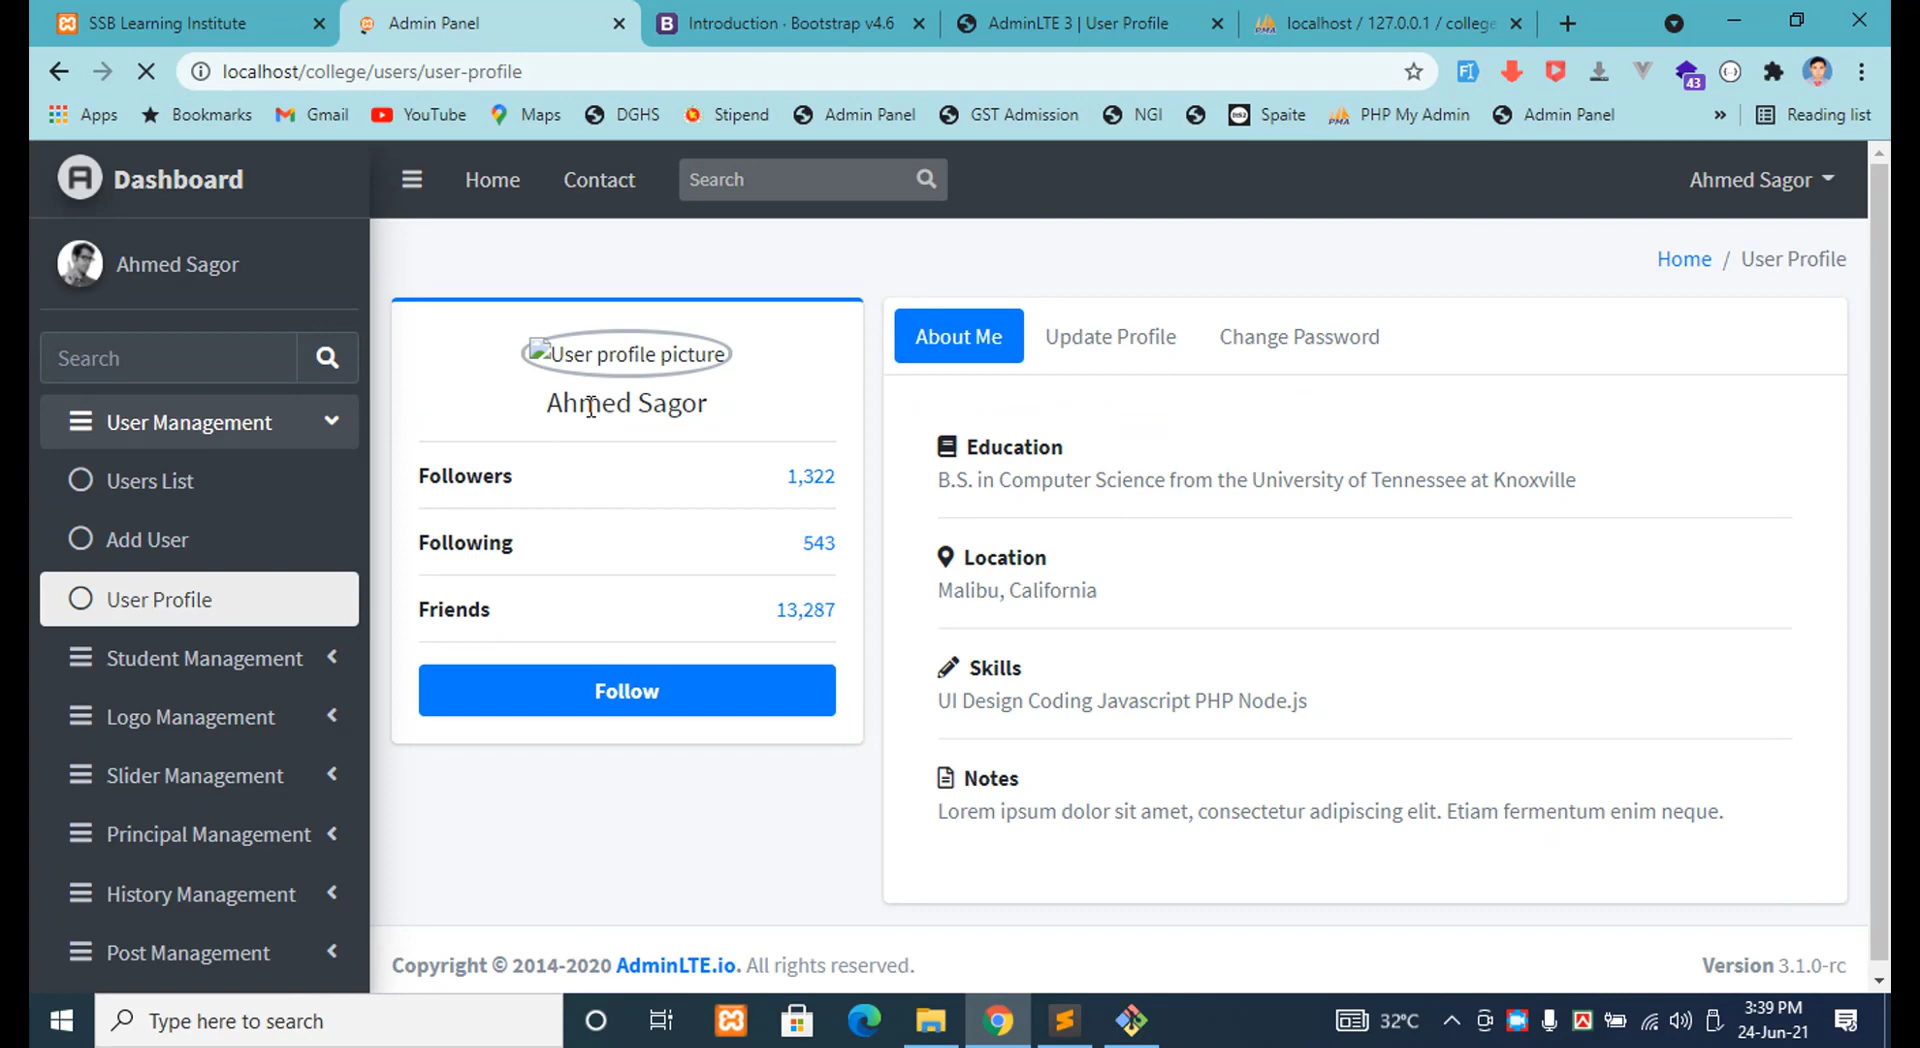 SSB Learning Institute
Admin Panel
Introduction · Bootstrap v4.6
AdminLTE 3 | User Profile
localhost / 127.0.0.1 / college
localhost/college/users/user-profile
43
Apps
Bookmarks
Gmail
YouTube
Maps
DGHS
Stipend
Admin Panel
GST Admission
NGI
Spaite
PHP My Admin
Admin Panel
»
Reading list
Dashboard
Home
Contact
Search
Ahmed Sagor
Ahmed Sagor
Home / User Profile
Search
User Management
Users List
Add User
User Profile
Student Management
Logo Management
Slider Management
Principal Management
History Management
Post Management
User profile picture
Ahmed Sagor
Followers 1,322
Following 543
Friends 13,287
Follow
About Me
Update Profile
Change Password
Education
B.S. in Computer Science from the University of Tennessee at Knoxville
Location
Malibu, California
Skills
UI Design Coding Javascript PHP Node.js
Notes
Lorem ipsum dolor sit amet, consectetur adipiscing elit. Etiam fermentum enim neque.
Copyright © 2014-2020 AdminLTE.io. All rights reserved.
Version 3.1.0-rc
Type here to search
32°C
3:39 PM
24-Jun-21